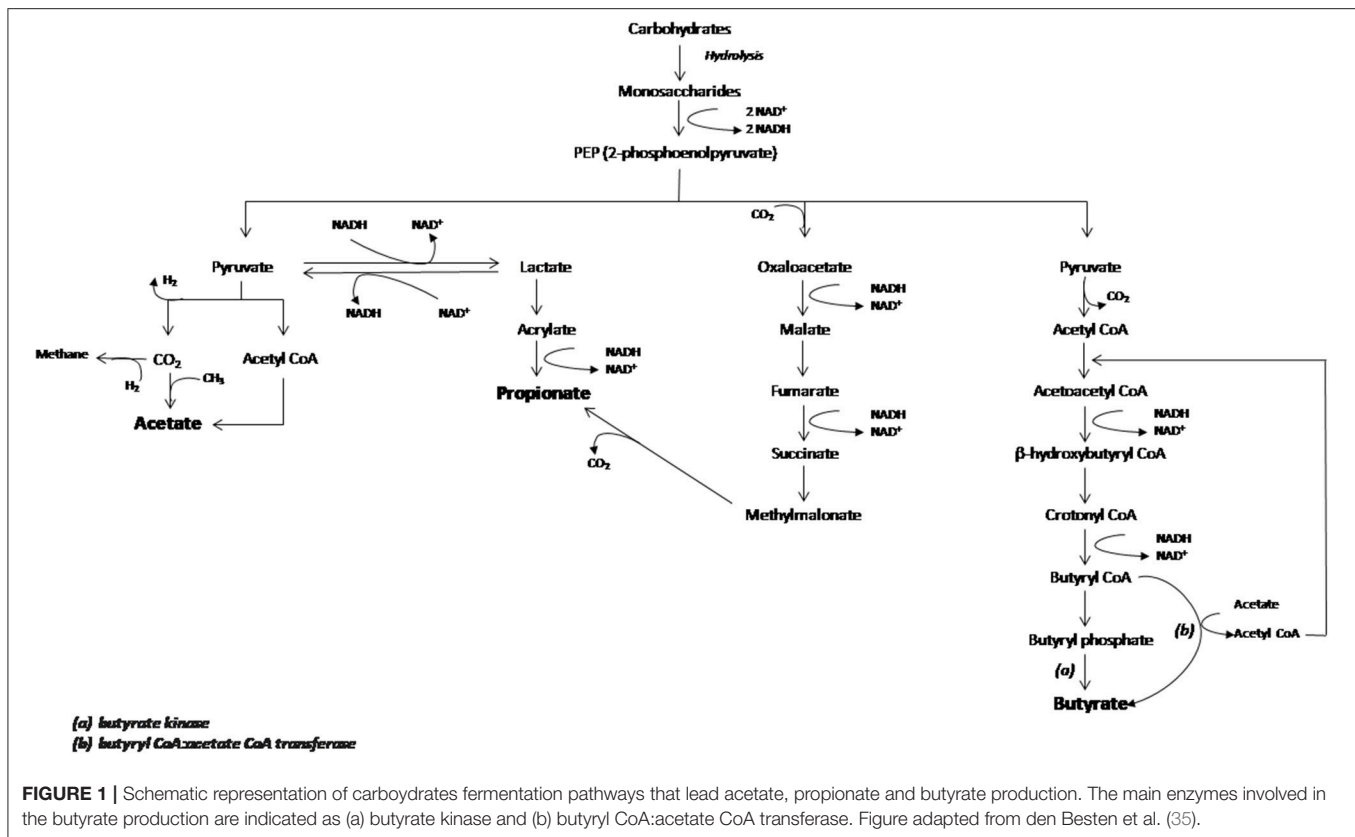 Carbohydrates
Hydrolysis
Monosaccharides
2 NAD⁺
2 NADH
PEP (2-phosphoenolpyruvate)
CO₂
NADH NAD⁺
Pyruvate
Lactate
Oxaloacetate
Pyruvate
H₂
NADH NAD⁺
NADH
NAD⁺
CO₂
Acrylate
Malate
Acetyl CoA
Methane
CO₂
Acetyl CoA
NADH
NAD⁺
H₂
CH₃
Propionate
Fumarate
Acetoacetyl CoA
Acetate
NADH
NAD⁺
NADH
NAD⁺
CO₂
Succinate
β-hydroxybutyryl CoA
Methylmalonate
Crotonyl CoA
NADH
NAD⁺
Butyryl CoA
Acetate
(b)
Acetyl CoA
Butyryl phosphate
(a)
Butyrate
(a) butyrate kinase
(b) butyryl CoA:acetate CoA transferase
FIGURE 1 | Schematic representation of carboydrates fermentation pathways that lead acetate, propionate and butyrate production. The main enzymes involved in
the butyrate production are indicated as (a) butyrate kinase and (b) butyryl CoA:acetate CoA transferase. Figure adapted from den Besten et al. (35).